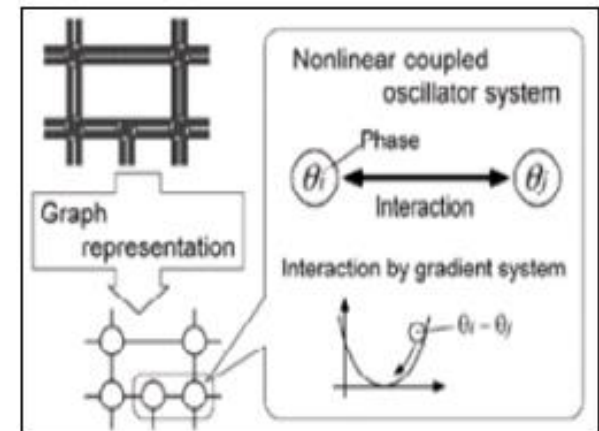 Nonlinear coupled
oscillator system
Phase
θi
θj
Interaction
Graph
representation
Interaction by gradient system
θi − θj